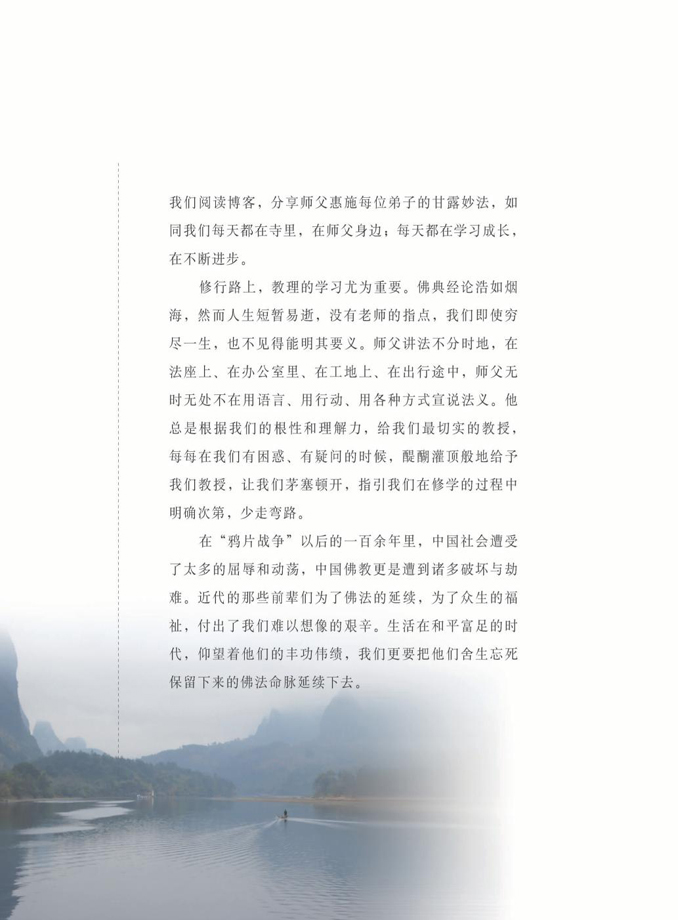 我们阅读博客，分享师父惠施每位弟子的甘露妙法，如
同我们每天都在寺里，在师父身边；每天都在学习成长，
在不断进步。
修行路上，教理的学习尤为重要。佛典经论浩如烟
海，然而人生短暂易逝，没有老师的指点，我们即使穷
尽一生，也不见得能明其要义。师父讲法不分时地，在
法座上、在办公室里、在工地上、在出行途中，师父无
时无处不在用语言、用行动、用各种方式宣说法义。他
总是根据我们的根性和理解力，给我们最切实的教授，
每每在我们有困惑、有疑问的时候，醍醐灌顶般地给予
我们教授，让我们茅塞顿开，指引我们在修学的过程中
明确次第，少走弯路。
在“鸦片战争”以后的一百余年里，中国社会遭受
了太多的屈辱和动荡，中国佛教更是遭到诸多破坏与劫
难。近代的那些前辈们为了佛法的延续，为了众生的福
祉，付出了我们难以想像的艰辛。生活在和平富足的时
代，仰望着他们的丰功伟绩，我们更要把他们舍生忘死
保留下来的佛法命脉延续下去。